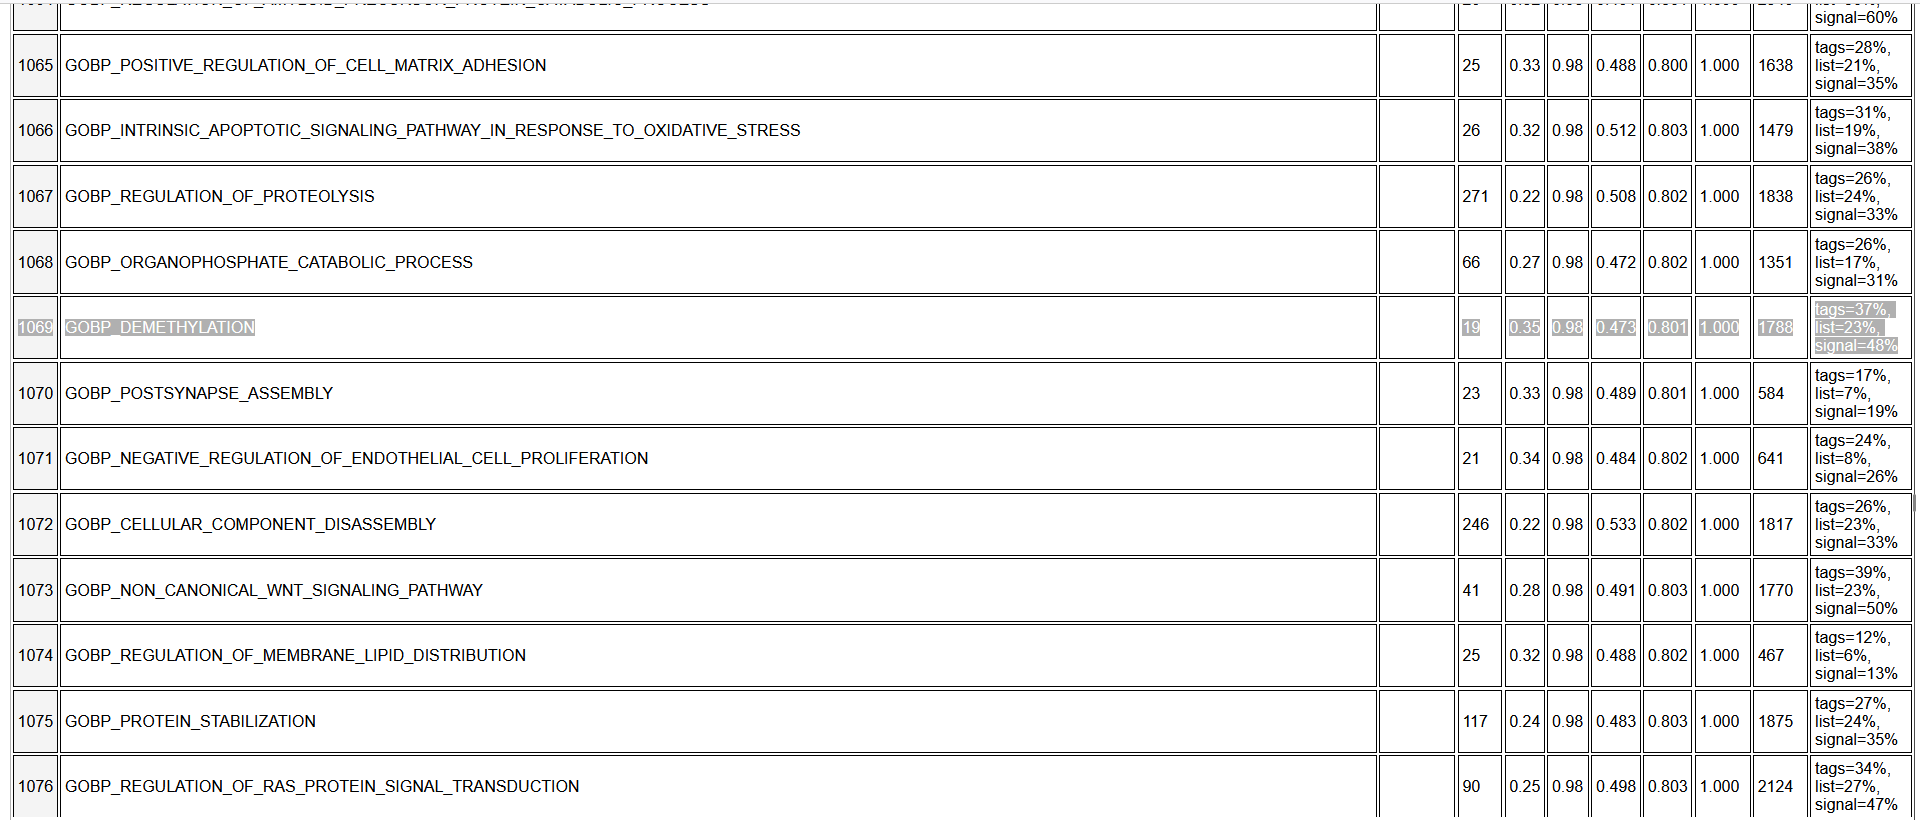 signal=60%
1065 GOBP_POSITIVE_REGULATION_OF_CELL_MATRIX_ADHESION 25 0.33 0.98 0.488 0.800 1.000 1638 tags=28%,
list=21%,
signal=35%
1066 GOBP_INTRINSIC_APOPTOTIC_SIGNALING_PATHWAY_IN_RESPONSE_TO_OXIDATIVE_STRESS 26 0.32 0.98 0.512 0.803 1.000 1479 tags=31%,
list=19%,
signal=38%
1067 GOBP_REGULATION_OF_PROTEOLYSIS 271 0.22 0.98 0.508 0.802 1.000 1838 tags=26%,
list=24%,
signal=33%
1068 GOBP_ORGANOPHOSPHATE_CATABOLIC_PROCESS 66 0.27 0.98 0.472 0.802 1.000 1351 tags=26%,
list=17%,
signal=31%
1069 GOBP_DEMETHYLATION 19 0.35 0.98 0.473 0.801 1.000 1788 tags=37%,
list=23%,
signal=48%
1070 GOBP_POSTSYNAPSE_ASSEMBLY 23 0.33 0.98 0.489 0.801 1.000 584 tags=17%,
list=7%,
signal=19%
1071 GOBP_NEGATIVE_REGULATION_OF_ENDOTHELIAL_CELL_PROLIFERATION 21 0.34 0.98 0.484 0.802 1.000 641 tags=24%,
list=8%,
signal=26%
1072 GOBP_CELLULAR_COMPONENT_DISASSEMBLY 246 0.22 0.98 0.533 0.802 1.000 1817 tags=26%,
list=23%,
signal=33%
1073 GOBP_NON_CANONICAL_WNT_SIGNALING_PATHWAY 41 0.28 0.98 0.491 0.803 1.000 1770 tags=39%,
list=23%,
signal=50%
1074 GOBP_REGULATION_OF_MEMBRANE_LIPID_DISTRIBUTION 25 0.32 0.98 0.488 0.802 1.000 467 tags=12%,
list=6%,
signal=13%
1075 GOBP_PROTEIN_STABILIZATION 117 0.24 0.98 0.483 0.803 1.000 1875 tags=27%,
list=24%,
signal=35%
1076 GOBP_REGULATION_OF_RAS_PROTEIN_SIGNAL_TRANSDUCTION 90 0.25 0.98 0.498 0.803 1.000 2124 tags=34%,
list=27%,
signal=47%